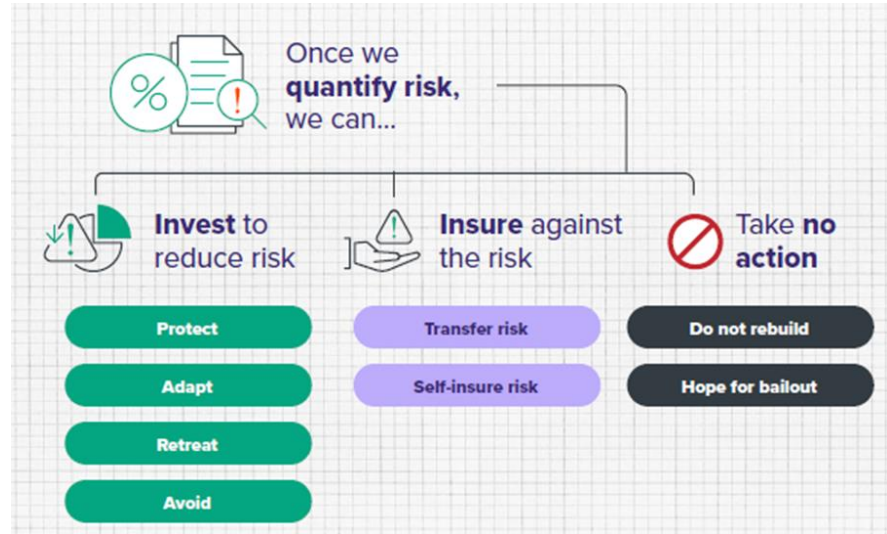 Once we
quantify risk,
we can...
Invest to
reduce risk
Insure against
the risk
Take no
action
Protect
Adapt
Retreat
Avoid
Transfer risk
Self-insure risk
Do not rebuild
Hope for bailout